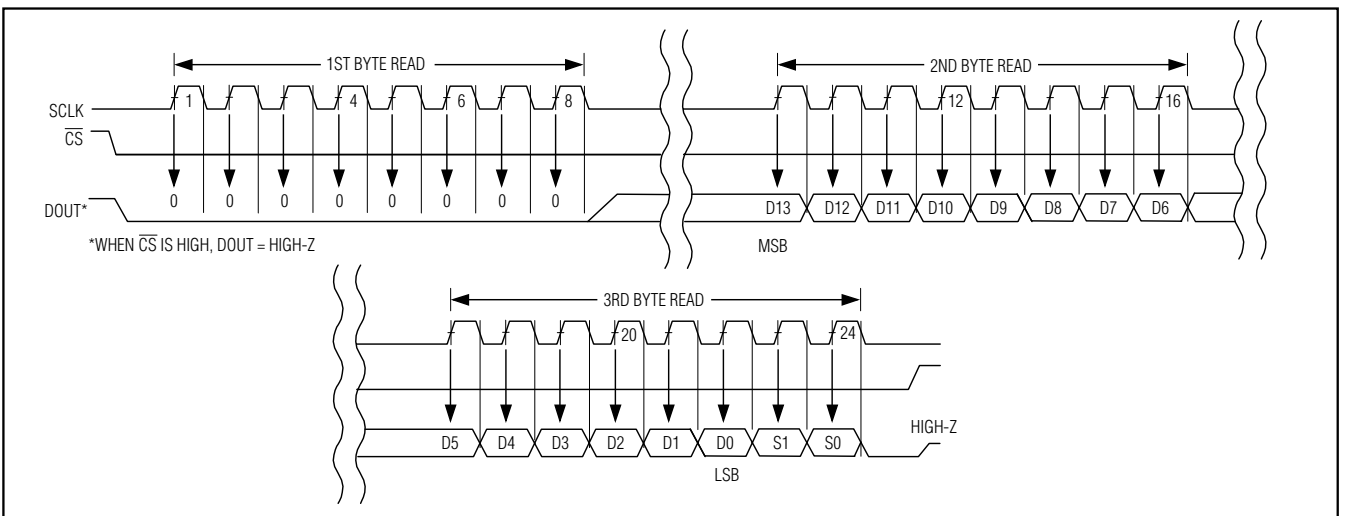 1ST BYTE READ
2ND BYTE READ
SCLK 1 4 6 8 12 16
CS
0 0 0 0 0 0 0 0
DOUT* D13 D12 D11 D10 D9 D8 D7 D6
*WHEN CS IS HIGH, DOUT = HIGH-Z
MSB
3RD BYTE READ
20 24
HIGH-Z
D5 D4 D3 D2 D1 D0 S1 S0
LSB